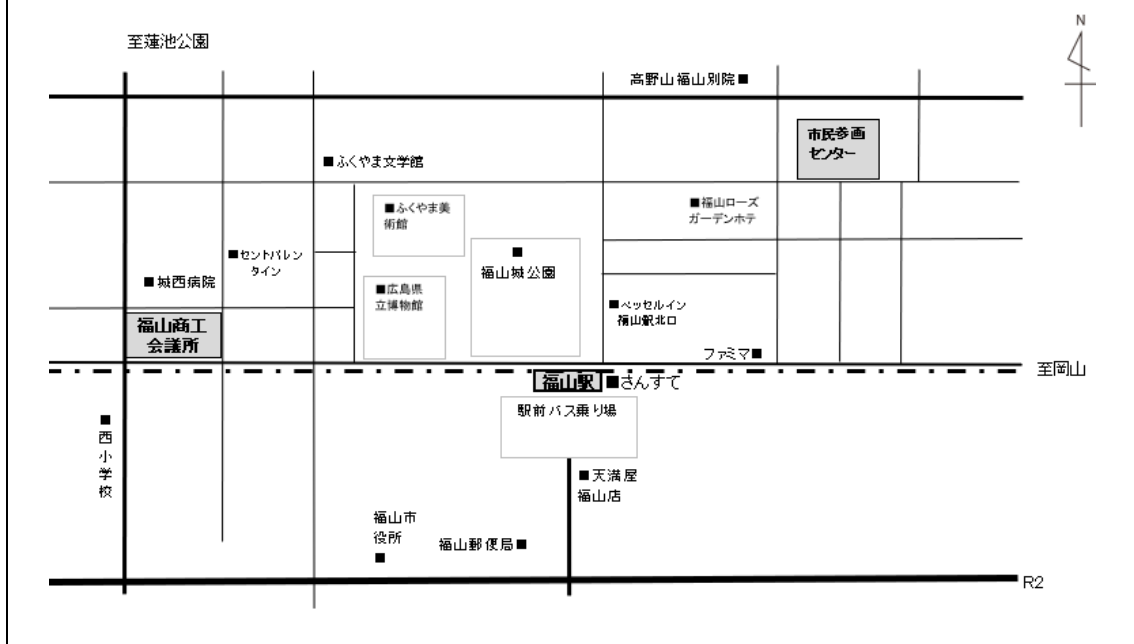 N
至蓮池公園
高野山福山別院■
市民参画
センター
■ふくやま文学館
■ふくやま美
術館
■福山ローズ
ガーデンホテ
■セントバレン
タイン
■
福山城公園
■城西病院
■広島県
立博物館
■ベッセルイン
福山駅北口
福山商工
会議所
ファミマ■
至岡山
福山駅
■さんすて
駅前バス乗り場
■
西
小
学
校
■天満屋
福山店
福山市
役所
■
福山郵便局■
R2